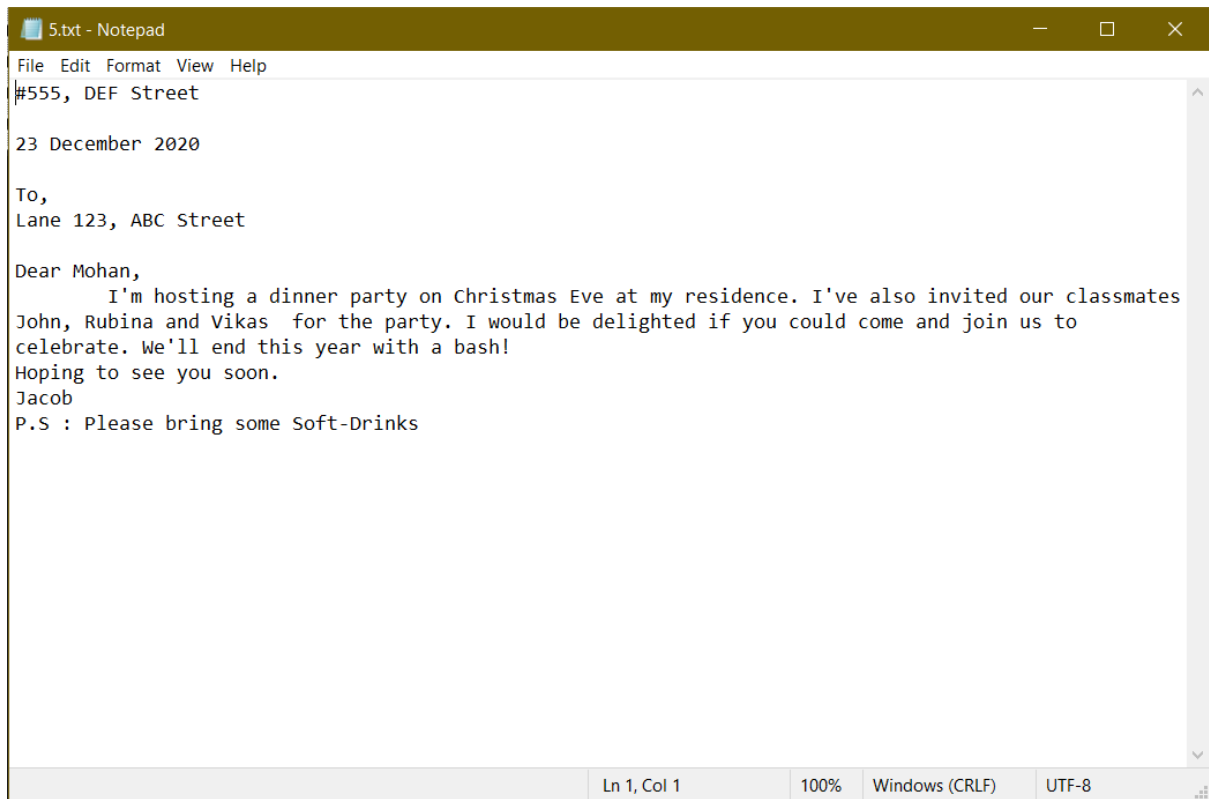 5.txt - Notepad
File Edit Format View Help
#555, DEF Street

23 December 2020

To,
Lane 123, ABC Street

Dear Mohan,
        I'm hosting a dinner party on Christmas Eve at my residence. I've also invited our classmates
John, Rubina and Vikas  for the party. I would be delighted if you could come and join us to
celebrate. We'll end this year with a bash!
Hoping to see you soon.
Jacob
P.S : Please bring some Soft-Drinks
Ln 1, Col 1 100% Windows (CRLF) UTF-8